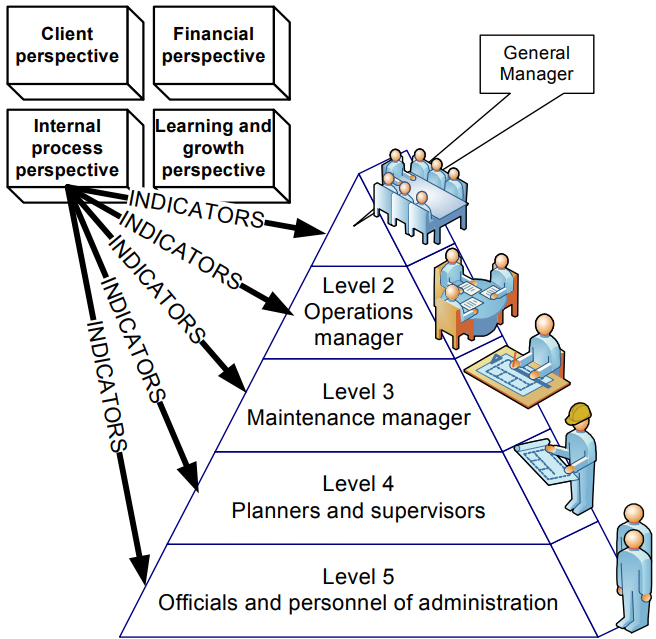 Client
perspective
Financial
perspective
Internal
process
perspective
Learning and
growth
perspective
General
Manager
INDICATORS
INDICATORS
INDICATORS
INDICATORS
INDICATORS
Level 2
Operations
manager
Level 3
Maintenance manager
Level 4
Planners and supervisors
Level 5
Officials and personnel of administration